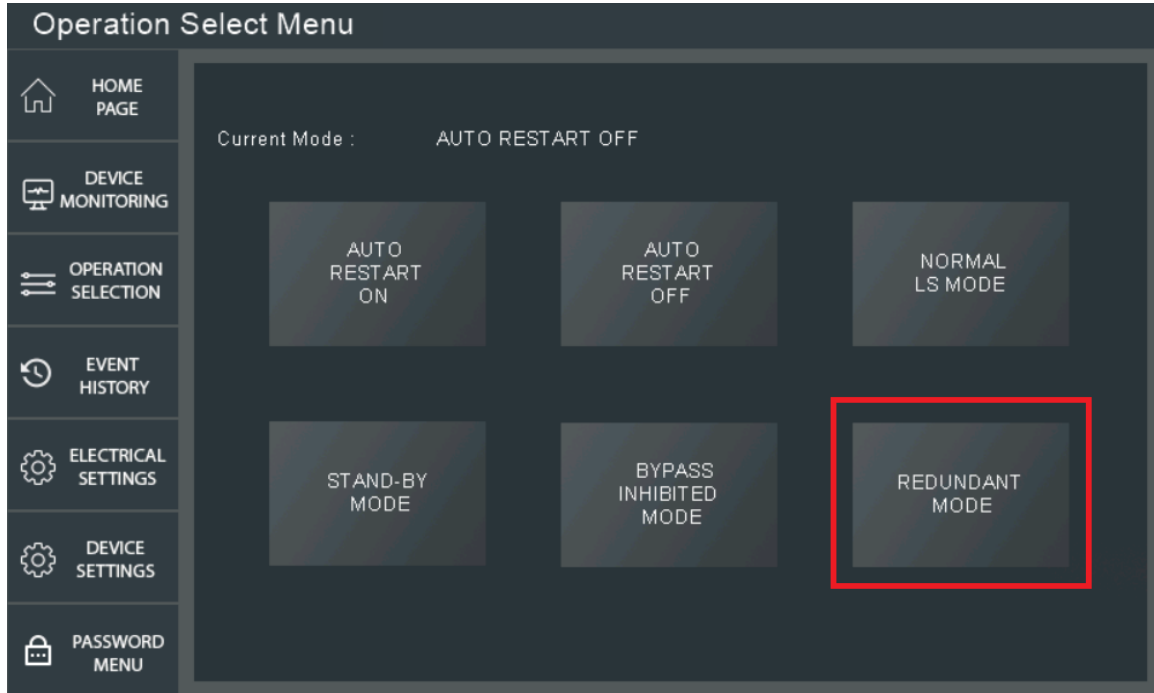 Operation Select Menu
HOME
PAGE
DEVICE
MONITORING
OPERATION
SELECTION
EVENT
HISTORY
ELECTRICAL
SETTINGS
DEVICE
SETTINGS
PASSWORD
MENU
Current Mode : AUTO RESTART OFF
AUTO
RESTART
ON
AUTO
RESTART
OFF
NORMAL
LS MODE
STAND-BY
MODE
BYPASS
INHIBITED
MODE
REDUNDANT
MODE